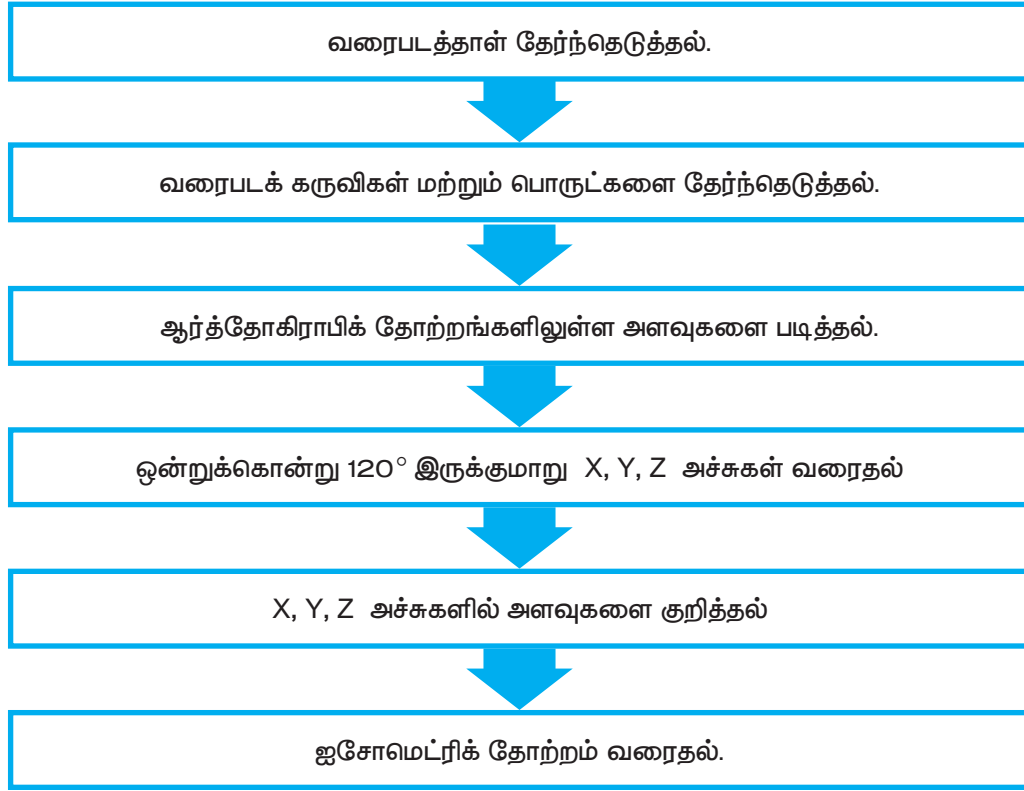 வரைபடத்தாள் தேர்ந்தெடுத்தல்.
வரைபடக் கருவிகள் மற்றும் பொருட்களை தேர்ந்தெடுத்தல்.
ஆர்த்தோகிராபிக் தோற்றங்களிலுள்ள அளவுகளை படித்தல்.
ஒன்றுக்கொன்று 120° இருக்குமாறு X, Y, Z அச்சுகள் வரைதல்
X, Y, Z அச்சுகளில் அளவுகளை குறித்தல்
ஐசோமெட்ரிக் தோற்றம் வரைதல்.